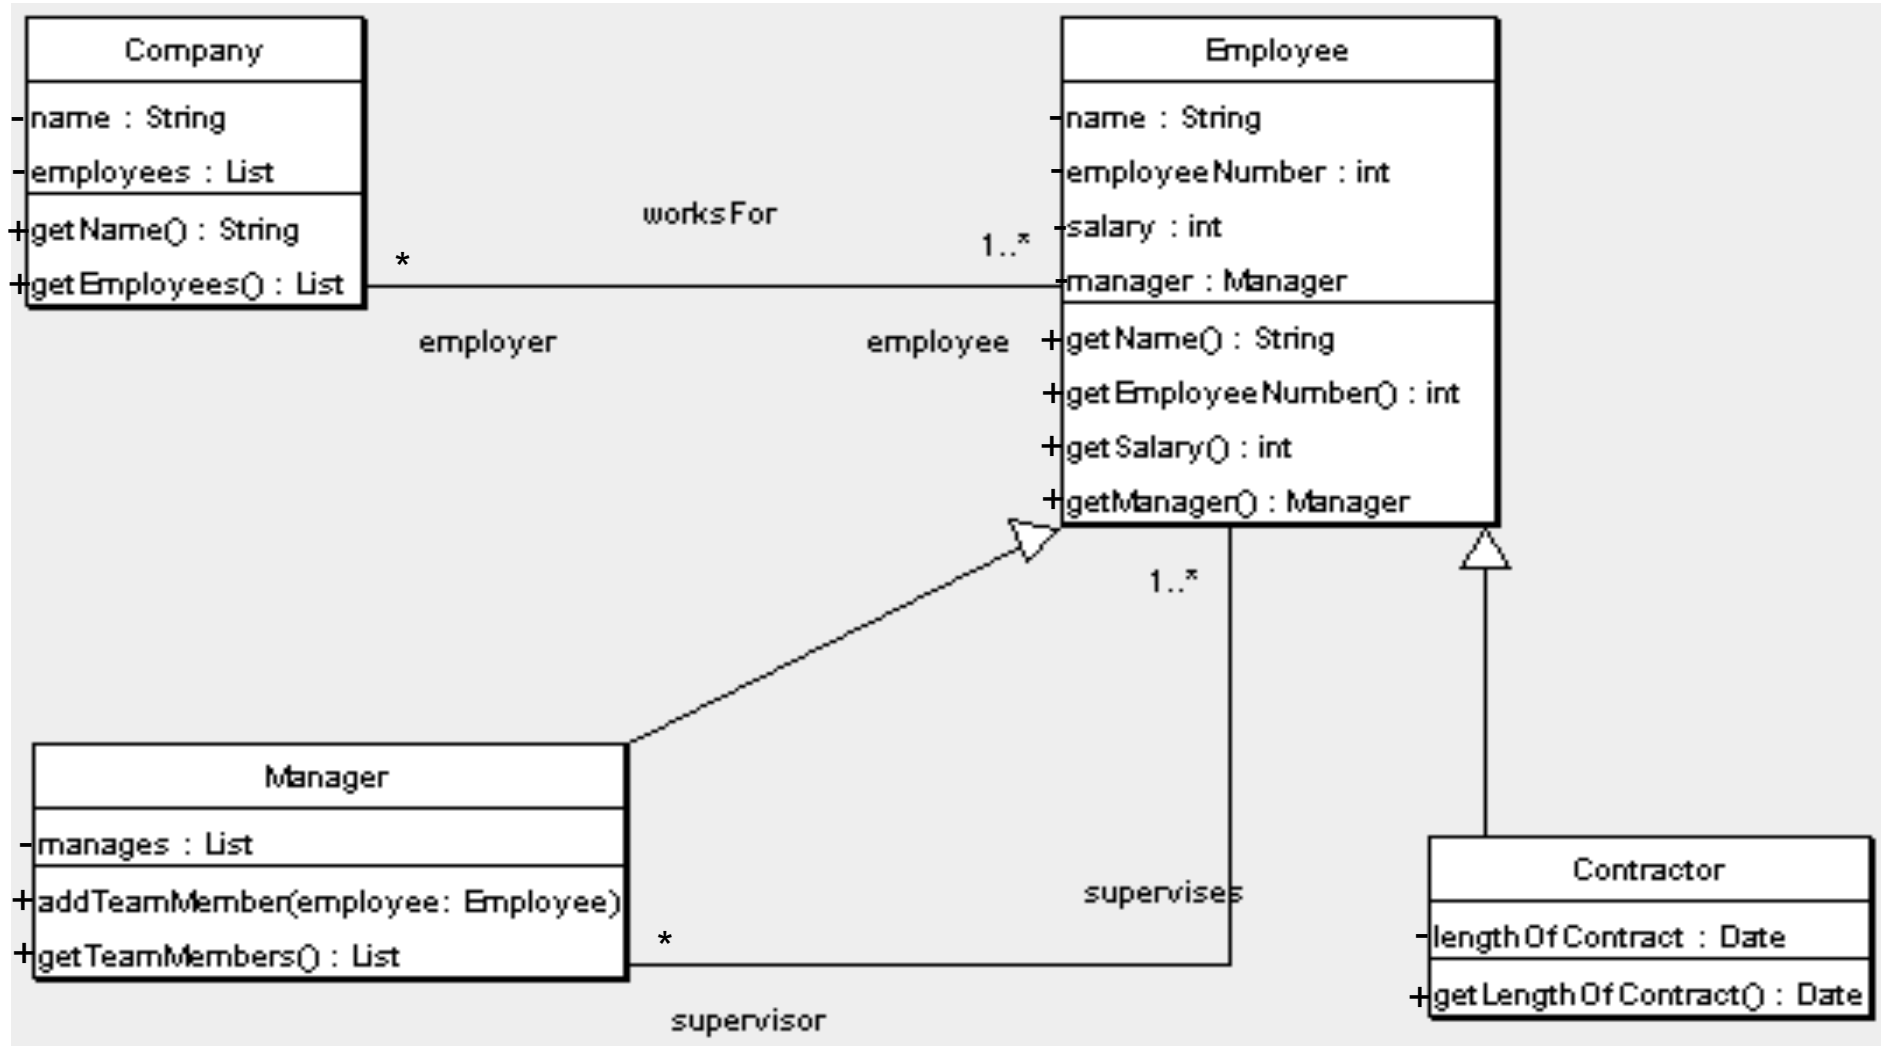 Company
-name : String
-employees : List
+getName() : String
+getEmployees() : List
worksFor
*
1..*
employer
employee
Employee
-name : String
-employeeNumber : int
-salary : int
-manager : Manager
+getName() : String
+getEmployeeNumber() : int
+getSalary() : int
+getManager() : Manager
1..*
supervises
*
supervisor
Manager
-manages : List
+addTeamMember(employee: Employee)
+getTeamMembers() : List
Contractor
-lengthOfContract : Date
+getLengthOfContract() : Date